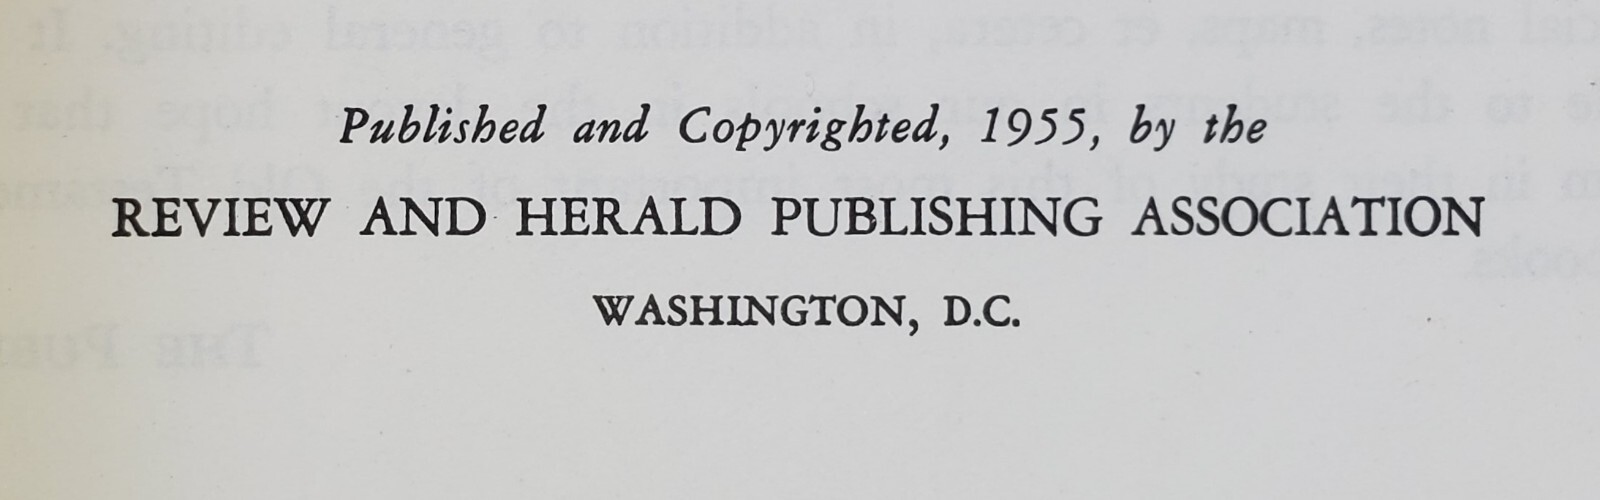 Published and Copyrighted, 1955, by the
REVIEW AND HERALD PUBLISHING ASSOCIATION
WASHINGTON, D.C.